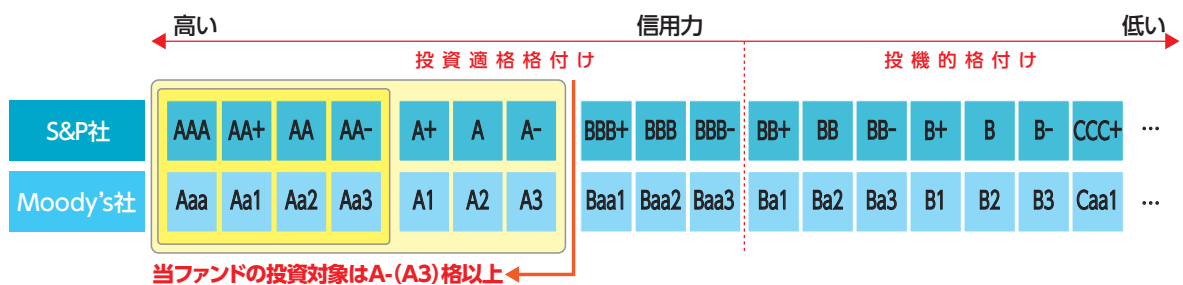 高い 信用力 低い
投資適格格付け 投機的格付け
S&P社 AAA AA+ AA AA- A+ A A- BBB+ BBB BBB- BB+ BB BB- B+ B B- CCC+ …
Moody's社 Aaa Aa1 Aa2 Aa3 A1 A2 A3 Baa1 Baa2 Baa3 Ba1 Ba2 Ba3 B1 B2 B3 Caa1 …
当ファンドの投資対象はA-(A3)格以上